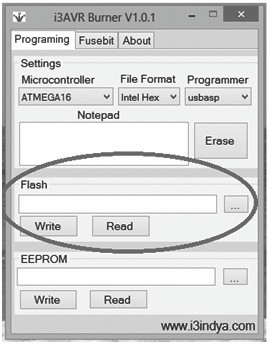 i3AVR Burner V1.0.1
Programing Fusebit About
Settings
Microcontroller File Format Programmer
ATMEGA16 Intel Hex usbasp
Notepad
Erase
Flash
...
Write Read
EEPROM
...
Write Read
www.i3indya.com